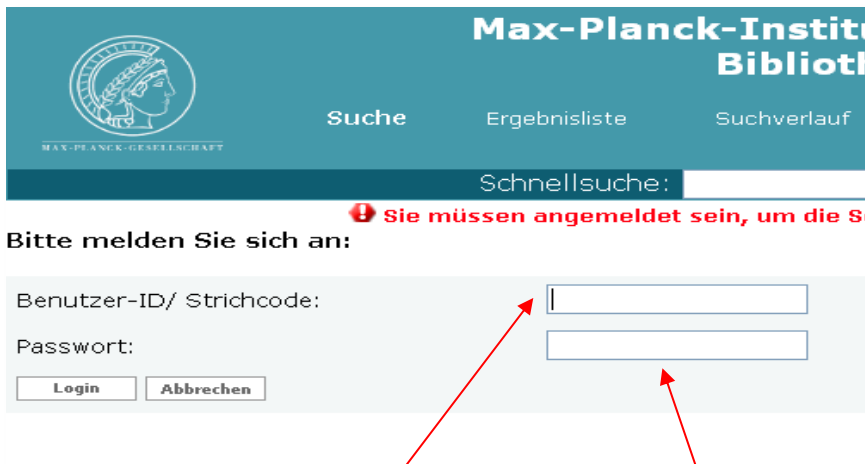 Max-Planck-Institu
Biblioth
MAX-PLANCK-GESELLSCHAFT
Suche Ergebnisliste Suchverlauf
Schnellsuche:
Sie müssen angemeldet sein, um die S
Bitte melden Sie sich an:
Benutzer-ID/ Strichcode:
Passwort:
Login Abbrechen